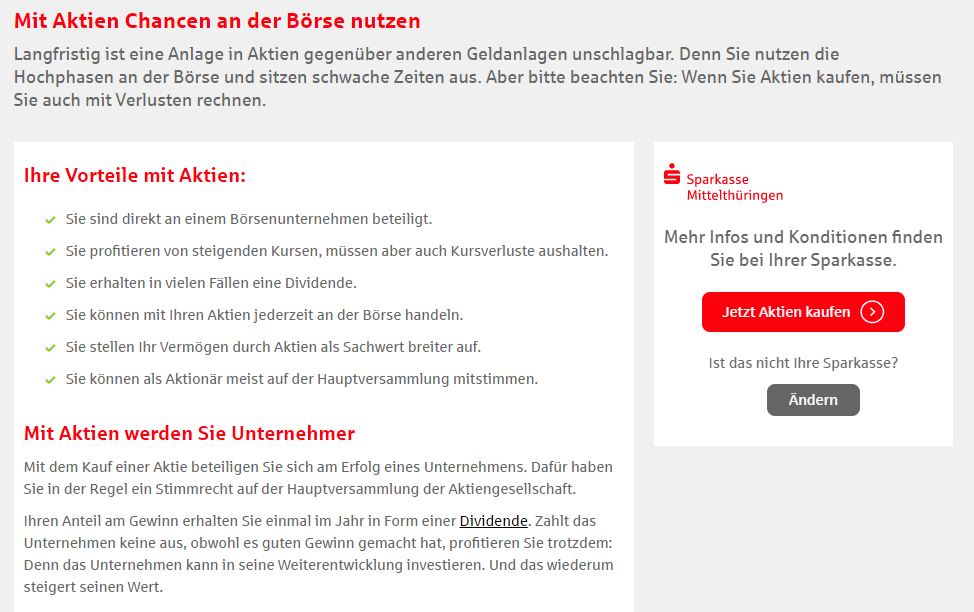 Mit Aktien Chancen an der Börse nutzen
Langfristig ist eine Anlage in Aktien gegenüber anderen Geldanlagen unschlagbar. Denn Sie nutzen die
Hochphasen an der Börse und sitzen schwache Zeiten aus. Aber bitte beachten Sie: Wenn Sie Aktien kaufen, müssen
Sie auch mit Verlusten rechnen.
Ihre Vorteile mit Aktien:
Sie sind direkt an einem Börsenunternehmen beteiligt.
Sie profitieren von steigenden Kursen, müssen aber auch Kursverluste aushalten.
Sie erhalten in vielen Fällen eine Dividende.
Sie können mit Ihren Aktien jederzeit an der Börse handeln.
Sie stellen Ihr Vermögen durch Aktien als Sachwert breiter auf.
Sie können als Aktionär meist auf der Hauptversammlung mitstimmen.
Mit Aktien werden Sie Unternehmer
Mit dem Kauf einer Aktie beteiligen Sie sich am Erfolg eines Unternehmens. Dafür haben
Sie in der Regel ein Stimmrecht auf der Hauptversammlung der Aktiengesellschaft.
Ihren Anteil am Gewinn erhalten Sie einmal im Jahr in Form einer Dividende. Zahlt das
Unternehmen keine aus, obwohl es guten Gewinn gemacht hat, profitieren Sie trotzdem:
Denn das Unternehmen kann in seine Weiterentwicklung investieren. Und das wiederum
steigert seinen Wert.
Sparkasse
Mittelthüringen
Mehr Infos und Konditionen finden
Sie bei Ihrer Sparkasse.
Jetzt Aktien kaufen
Ist das nicht Ihre Sparkasse?
Ändern